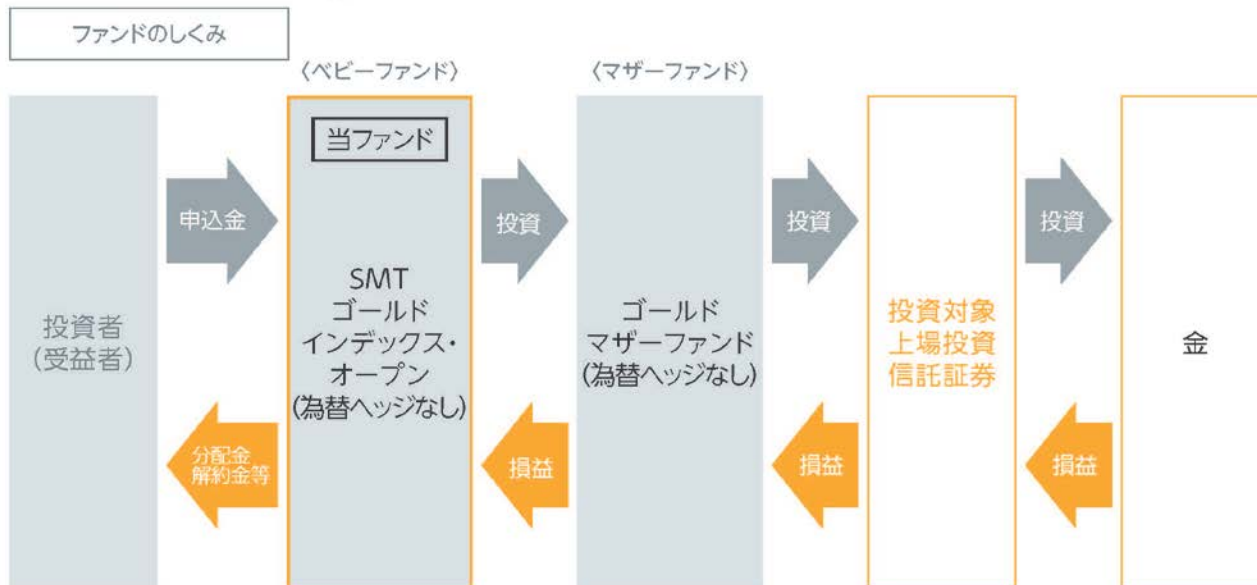 ファンドのしくみ
〈ベビーファンド〉
〈マザーファンド〉
投資者
(受益者)
申込金
分配金
解約金等
当ファンド
SMT
ゴールド
インデックス・
オープン
(為替ヘッジなし)
投資
損益
ゴールド
マザーファンド
(為替ヘッジなし)
投資
損益
投資対象
上場投資
信託証券
投資
損益
金